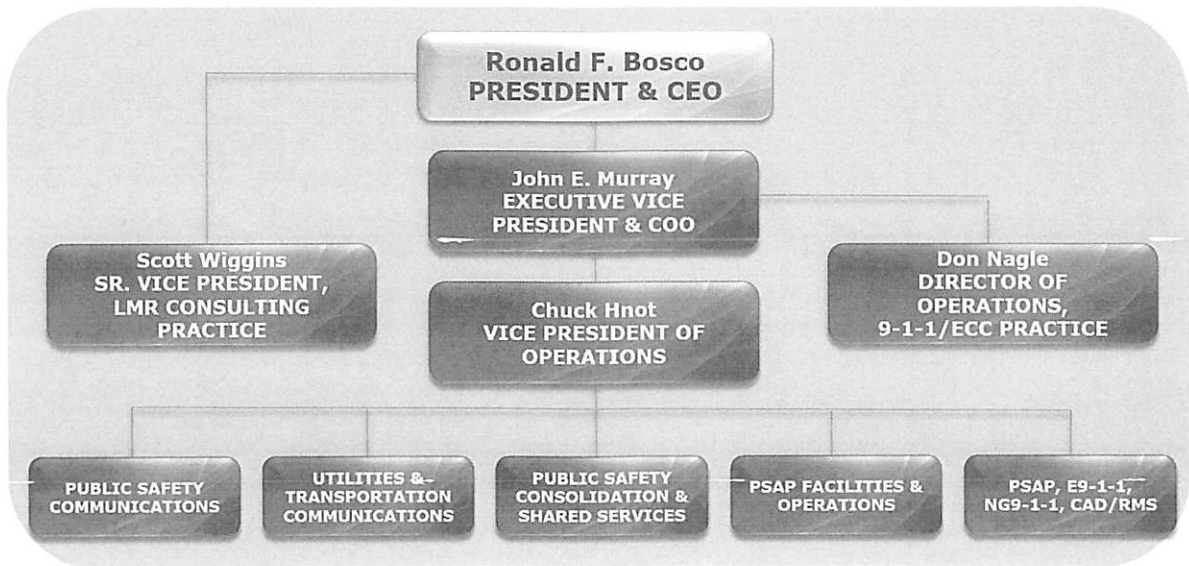 Ronald F. Bosco
PRESIDENT & CEO
John E. Murray
EXECUTIVE VICE
PRESIDENT & COO
Scott Wiggins
SR. VICE PRESIDENT,
LMR CONSULTING
PRACTICE
Don Nagle
DIRECTOR OF
OPERATIONS,
9-1-1/ECC PRACTICE
Chuck Hnot
VICE PRESIDENT OF
OPERATIONS
PUBLIC SAFETY
COMMUNICATIONS
UTILITIES &
TRANSPORTATION
COMMUNICATIONS
PUBLIC SAFETY
CONSOLIDATION &
SHARED SERVICES
PSAP FACILITIES &
OPERATIONS
PSAP, E9-1-1,
NG9-1-1, CAD/RMS